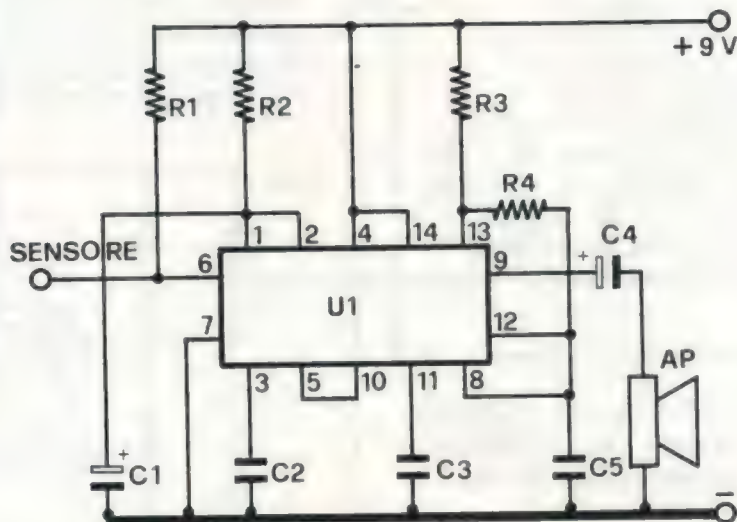 + 9 V
R1
R2
R3
R4
1
2
4
14
13
C4
+
SENSORE
6
9
U1
7
12
AP
3
5
10
11
8
+
C1
C2
C3
C5
−